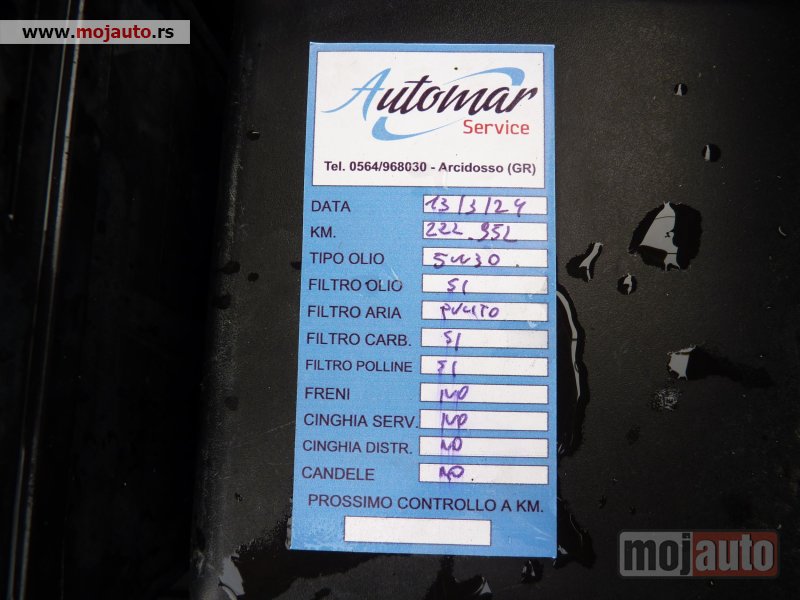 www.mojauto.rs
Automar
Service
Tel. 0564/968030 - Arcidosso (GR)
DATA 13/3/24
KM. 222.952
TIPO OLIO 5W30.
FILTRO OLIO SI
FILTRO ARIA PULITO
FILTRO CARB. SI
FILTRO POLLINE SI
FRENI NO
CINGHIA SERV. NO
CINGHIA DISTR. NO
CANDELE NO
PROSSIMO CONTROLLO A KM.
mojauto